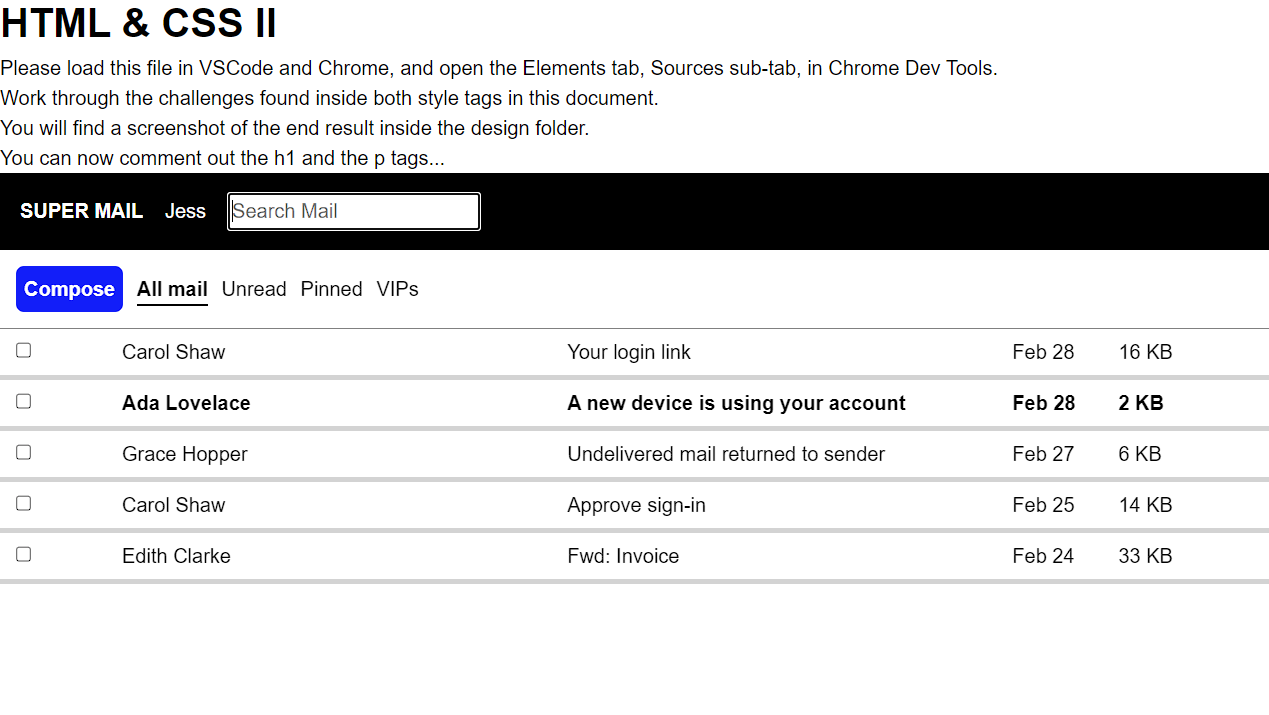 HTML & CSS II
Please load this file in VSCode and Chrome, and open the Elements tab, Sources sub-tab, in Chrome Dev Tools.
Work through the challenges found inside both style tags in this document.
You will find a screenshot of the end result inside the design folder.
You can now comment out the h1 and the p tags...
SUPER MAIL Jess Search Mail
Compose All mail Unread Pinned VIPs
Carol Shaw Your login link Feb 28 16 KB
Ada Lovelace A new device is using your account Feb 28 2 KB
Grace Hopper Undelivered mail returned to sender Feb 27 6 KB
Carol Shaw Approve sign-in Feb 25 14 KB
Edith Clarke Fwd: Invoice Feb 24 33 KB